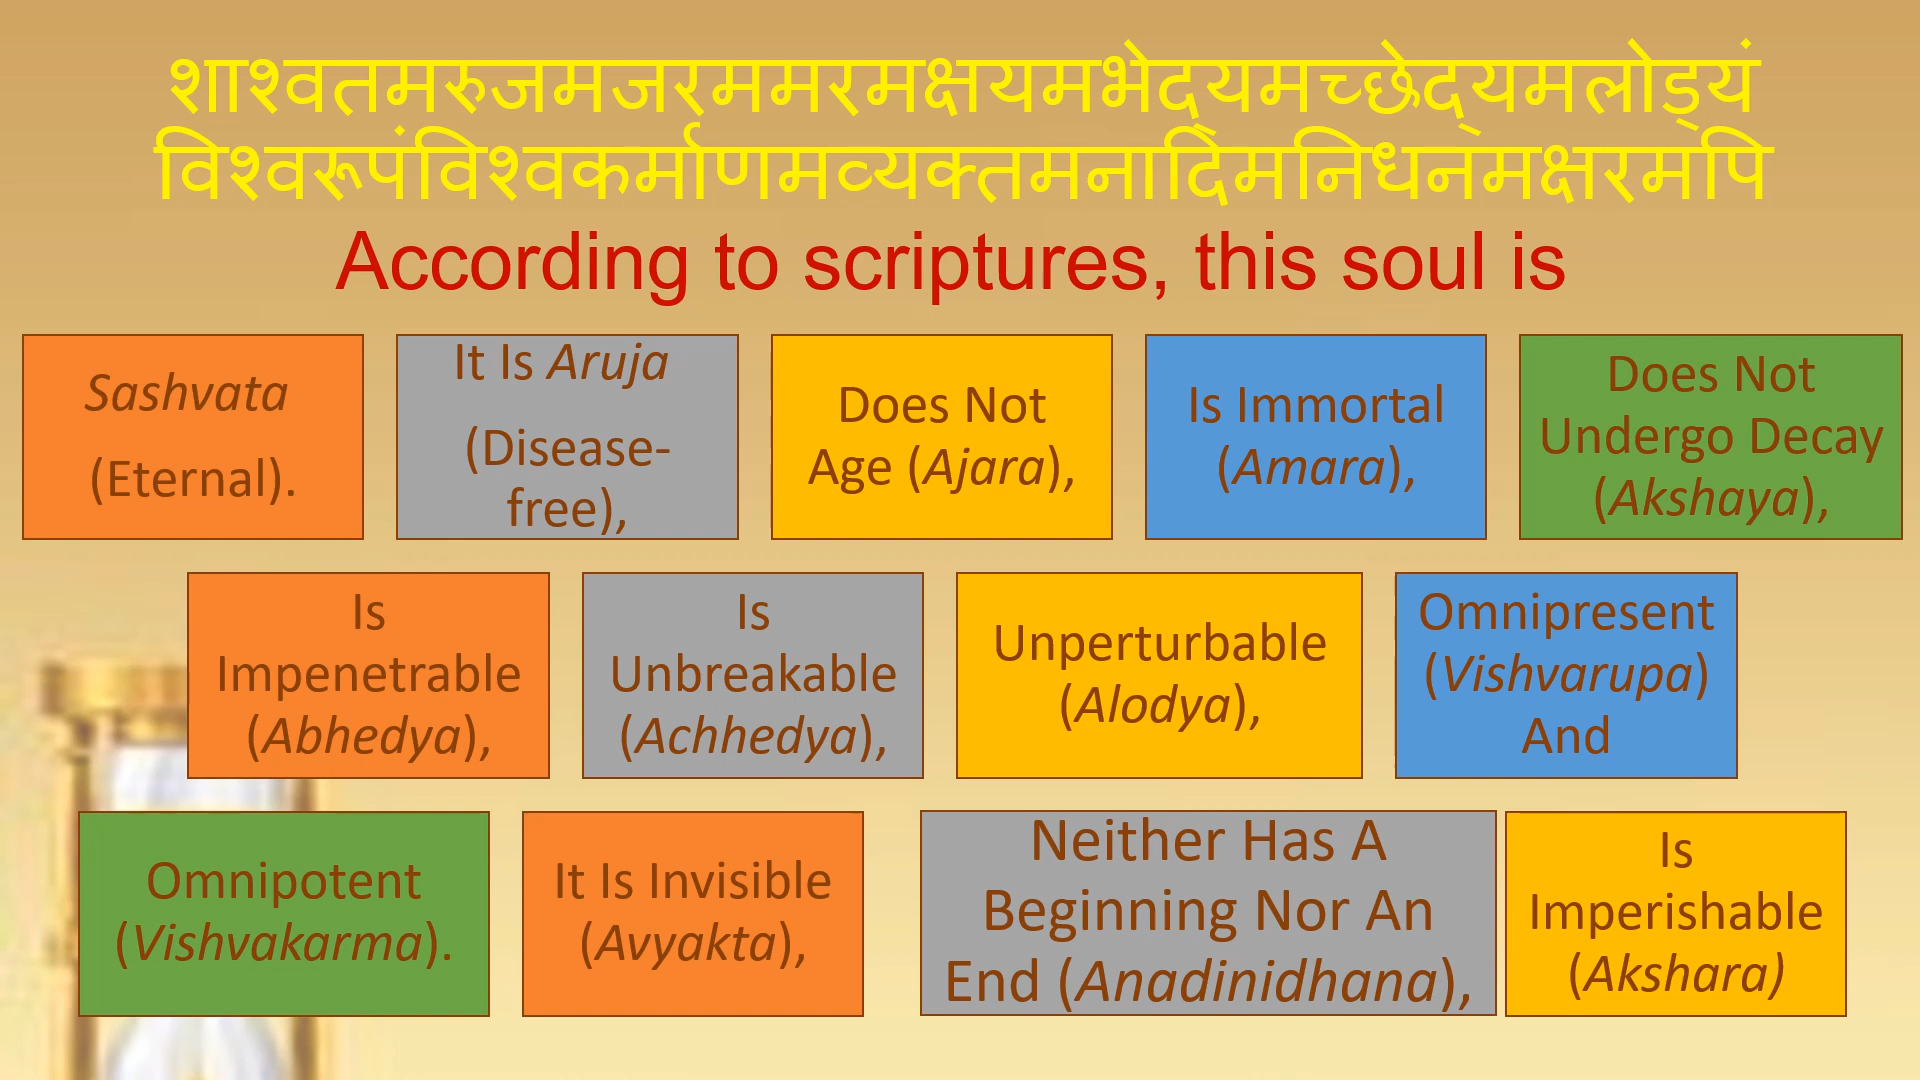 शाश्वतमरुजमजरममरमक्षयमभेद्यमच्छेद्यमलोड्यं
विश्वरूपंविश्वकर्माणमव्यक्तमनादिमनिधनमक्षरमपि
According to scriptures, this soul is
Sashvata
(Eternal).
It Is Aruja
(Disease-
free),
Does Not
Age (Ajara),
Is Immortal
(Amara),
Does Not
Undergo Decay
(Akshaya),
Is
Impenetrable
(Abhedya),
Is
Unbreakable
(Achhedya),
Unperturbable
(Alodya),
Omnipresent
(Vishvarupa)
And
Omnipotent
(Vishvakarma).
It Is Invisible
(Avyakta),
Neither Has A
Beginning Nor An
End (Anadinidhana),
Is
Imperishable
(Akshara)